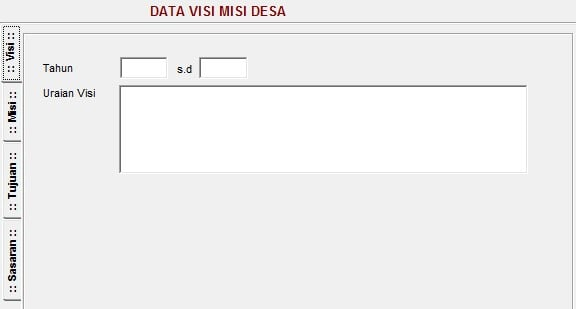 DATA VISI MISI DESA
:: Visi ::
:: Misi ::
:: Tujuan ::
:: Sasaran ::
Tahun s.d
Uraian Visi